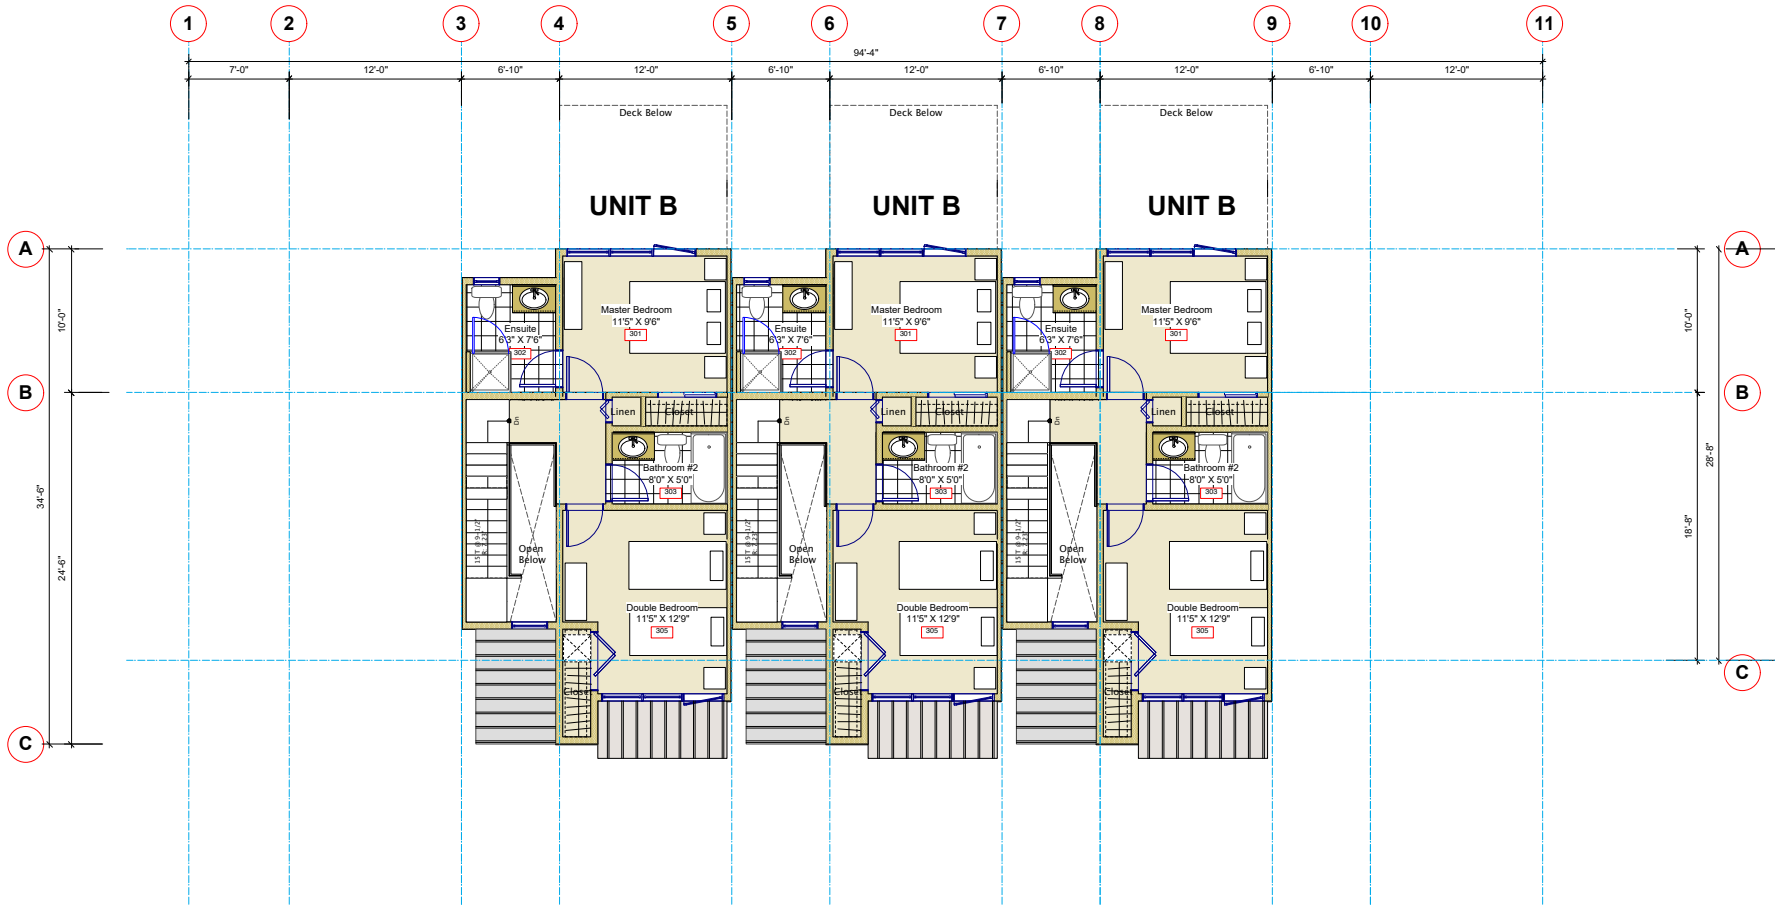 1 2 3 4 5 6 7 8 9 10 11
94'-4"
7'-0" 12'-0" 6'-10" 12'-0" 6'-10" 12'-0" 6'-10" 12'-0" 6'-10" 12'-0"
Deck Below Deck Below Deck Below
UNIT B UNIT B UNIT B
A A
10'-0" 10'-0"
Master Bedroom Master Bedroom Master Bedroom
11'5" X 9'6" 11'5" X 9'6" 11'5" X 9'6"
301 301 301
Ensuite Ensuite Ensuite
6'3" X 7'6" 6'3" X 7'6" 6'3" X 7'6"
302 302 302
B B
Linen Closet Linen Closet Linen Closet
Dn Dn Dn
34'-6" 28'-8"
Bathroom #2 Bathroom #2 Bathroom #2
8'0" X 5'0" 8'0" X 5'0" 8'0" X 5'0"
303 303 303
24'-6" 18'-8"
Open Open Open
Below Below Below
Double Bedroom Double Bedroom Double Bedroom
11'5" X 12'9" 11'5" X 12'9" 11'5" X 12'9"
305 305 305
C
Closet Closet Closet
C